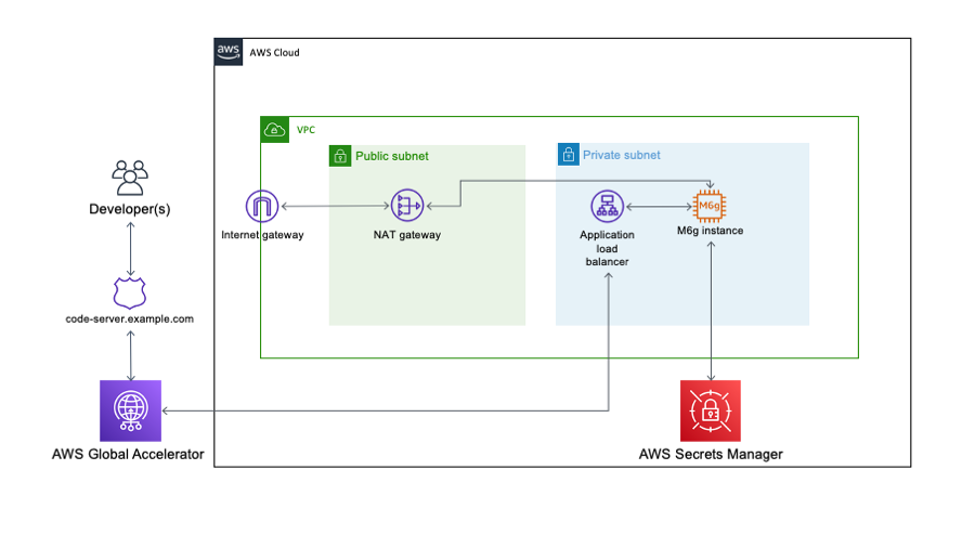 aws
AWS Cloud
VPC
Public subnet
Private subnet
Developer(s)
Internet gateway
NAT gateway
Application
load
balancer
M6g
M6g instance
code-server.example.com
AWS Global Accelerator
AWS Secrets Manager